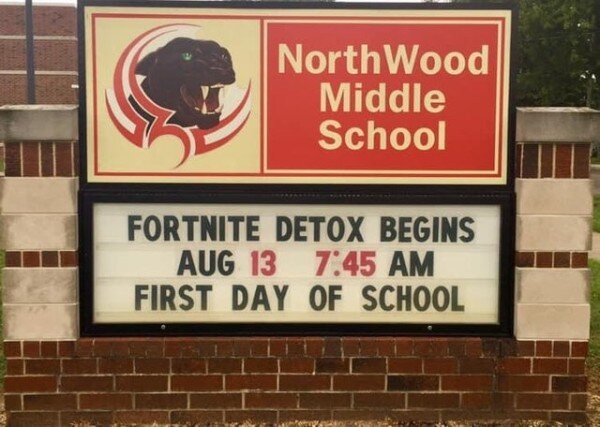 NorthWood
Middle
School
FORTNITE DETOX BEGINS
AUG 13 7:45 AM
FIRST DAY OF SCHOOL